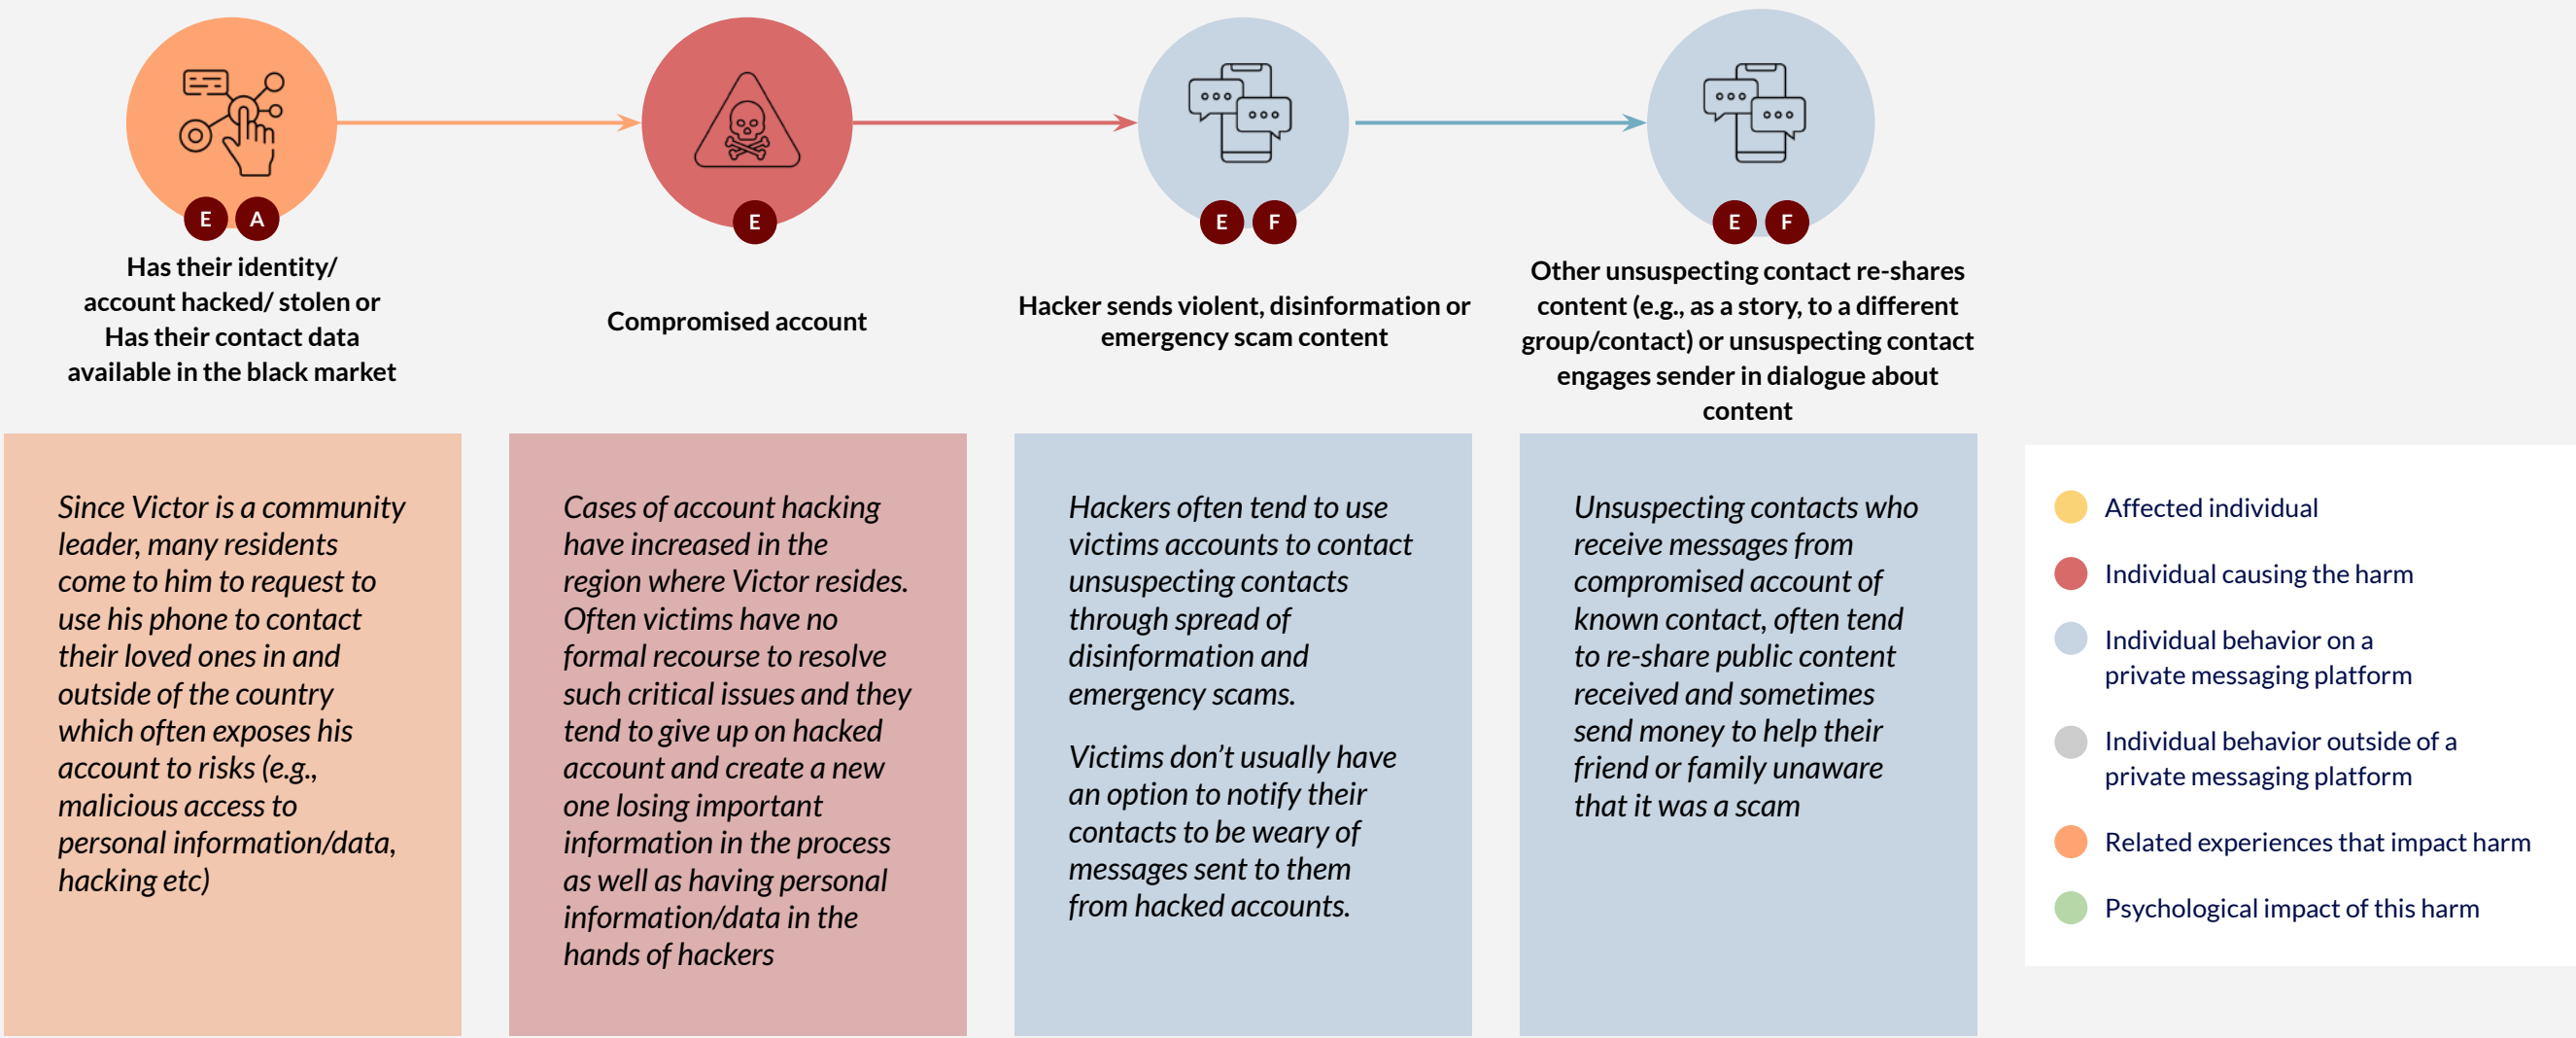 E A
Has their identity/
account hacked/ stolen or
Has their contact data
available in the black market
E
Compromised account
E F
Hacker sends violent, disinformation or
emergency scam content
E F
Other unsuspecting contact re-shares
content (e.g., as a story, to a different
group/contact) or unsuspecting contact
engages sender in dialogue about
content
Since Victor is a community
leader, many residents
come to him to request to
use his phone to contact
their loved ones in and
outside of the country
which often exposes his
account to risks (e.g.,
malicious access to
personal information/data,
hacking etc)
Cases of account hacking
have increased in the
region where Victor resides.
Often victims have no
formal recourse to resolve
such critical issues and they
tend to give up on hacked
account and create a new
one losing important
information in the process
as well as having personal
information/data in the
hands of hackers
Hackers often tend to use
victims accounts to contact
unsuspecting contacts
through spread of
disinformation and
emergency scams.
Victims don’t usually have
an option to notify their
contacts to be weary of
messages sent to them
from hacked accounts.
Unsuspecting contacts who
receive messages from
compromised account of
known contact, often tend
to re-share public content
received and sometimes
send money to help their
friend or family unaware
that it was a scam
Affected individual
Individual causing the harm
Individual behavior on a
private messaging platform
Individual behavior outside of a
private messaging platform
Related experiences that impact harm
Psychological impact of this harm